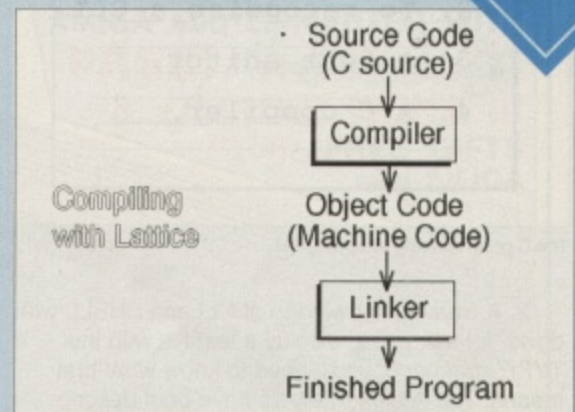 Source Code
(C source)
Compiler
Compiling
with Lattice
Object Code
(Machine Code)
Linker
Finished Program